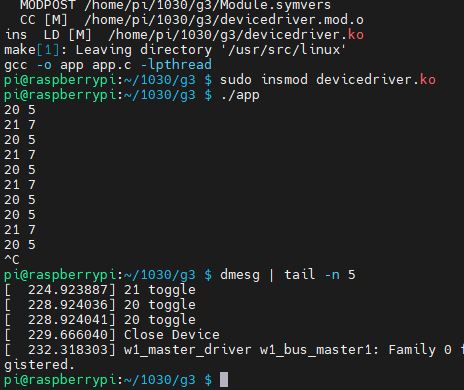 MODPOST /home/pi/1030/g3/Module.symvers
CC [M]  /home/pi/1030/g3/devicedriver.mod.o
ins  LD [M]  /home/pi/1030/g3/devicedriver.ko
make[1]: Leaving directory '/usr/src/linux'
gcc -o app app.c -lpthread
pi@raspberrypi:~/1030/g3 $ sudo insmod devicedriver.ko
pi@raspberrypi:~/1030/g3 $ ./app
20 5
21 7
20 5
21 7
20 5
21 7
20 5
20 5
21 7
20 5
^C
pi@raspberrypi:~/1030/g3 $ dmesg | tail -n 5
[  224.923887] 21 toggle
[  228.924036] 20 toggle
[  228.924041] 20 toggle
[  229.666040] Close Device
[  232.318303] w1_master_driver w1_bus_master1: Family 0 f
gistered.
pi@raspberrypi:~/1030/g3 $